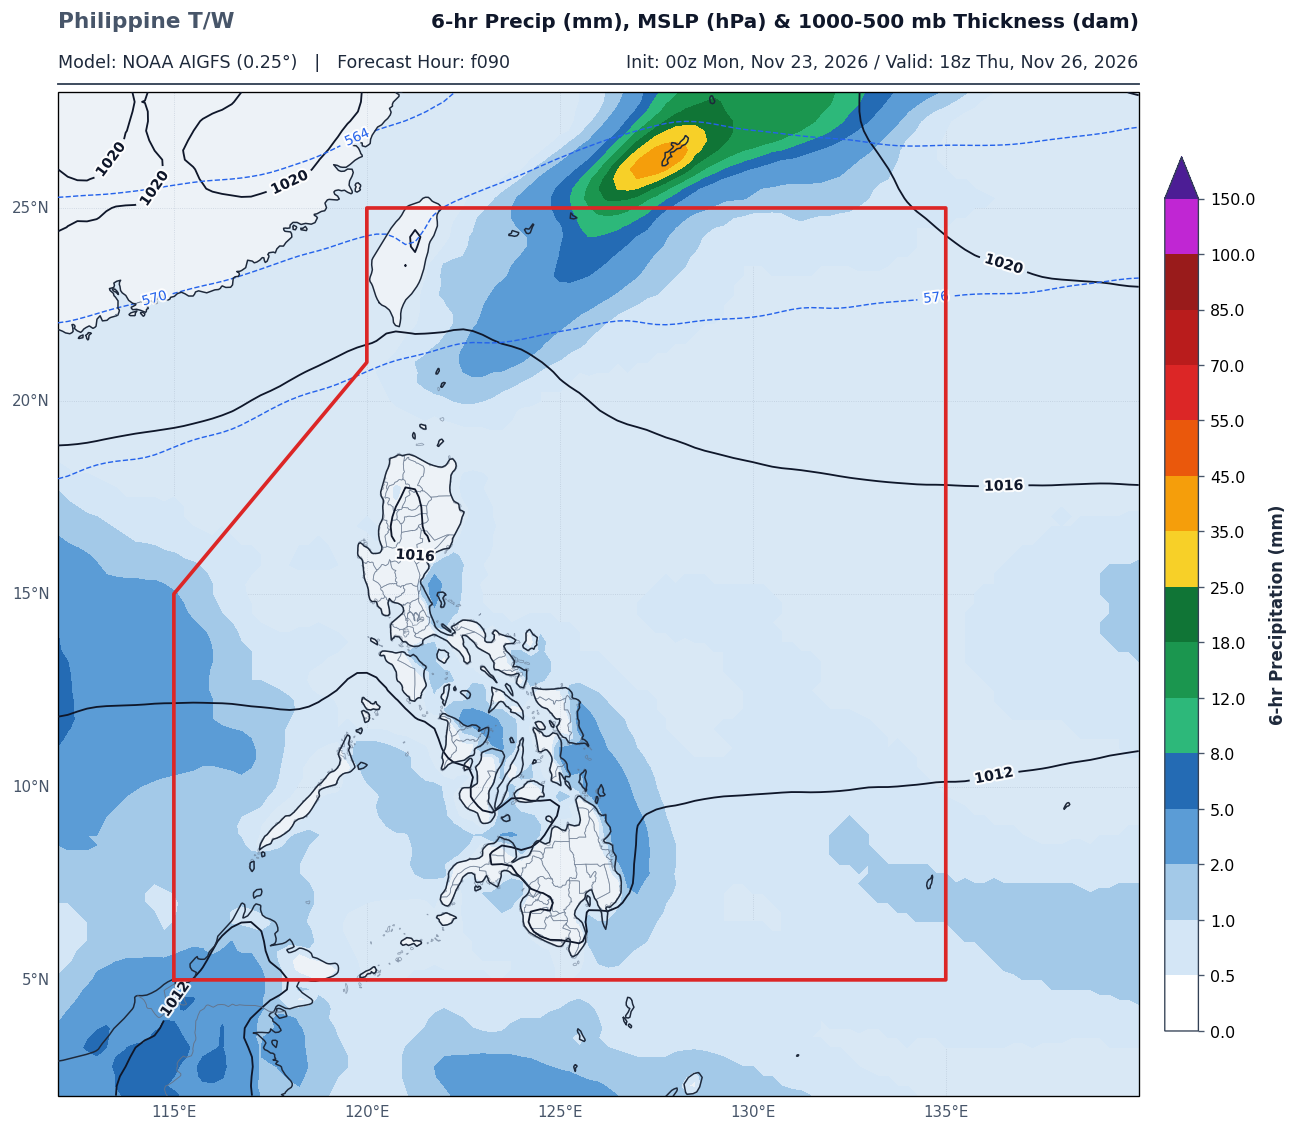 Philippine T/W
6-hr Precip (mm), MSLP (hPa) & 1000-500 mb Thickness (dam)
Model: NOAA AIGFS (0.25°) | Forecast Hour: f090
Init: 00z Mon, Nov 23, 2026 / Valid: 18z Thu, Nov 26, 2026
1020
1020
1020
564
570
1020
576
1016
1016
1012
1012
25°N
20°N
15°N
10°N
5°N
115°E
120°E
125°E
130°E
135°E
150.0
100.0
85.0
70.0
55.0
45.0
35.0
25.0
18.0
12.0
8.0
5.0
2.0
1.0
0.5
0.0
6-hr Precipitation (mm)